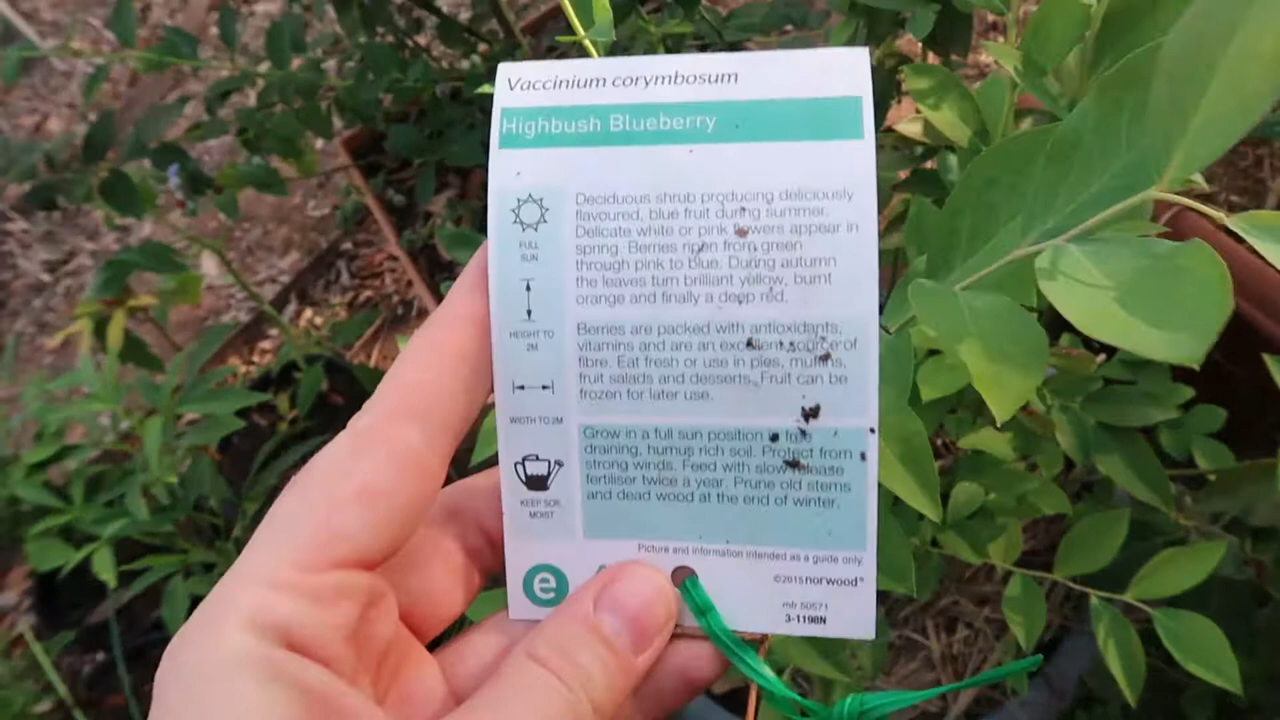 Vaccinium corymbosum
Highbush Blueberry
FULL
SUN
HEIGHT TO
2M
WIDTH TO 2M
KEEP SOIL
MOIST
Deciduous shrub producing deliciously
flavoured, blue fruit during summer.
Delicate white or pink flowers appear in
spring. Berries ripen from green
through pink to blue. During autumn
the leaves turn brilliant yellow, burnt
orange and finally a deep red.
Berries are packed with antioxidants,
vitamins and are an excellent source of
fibre. Eat fresh or use in pies, muffins,
fruit salads and desserts. Fruit can be
frozen for later use.
Grow in a full sun position in free
draining, humus rich soil. Protect from
strong winds. Feed with slow release
fertiliser twice a year. Prune old stems
and dead wood at the end of winter.
Picture and information intended as a guide only.
e
©2015 norwood
mfr 50571
3-1198N